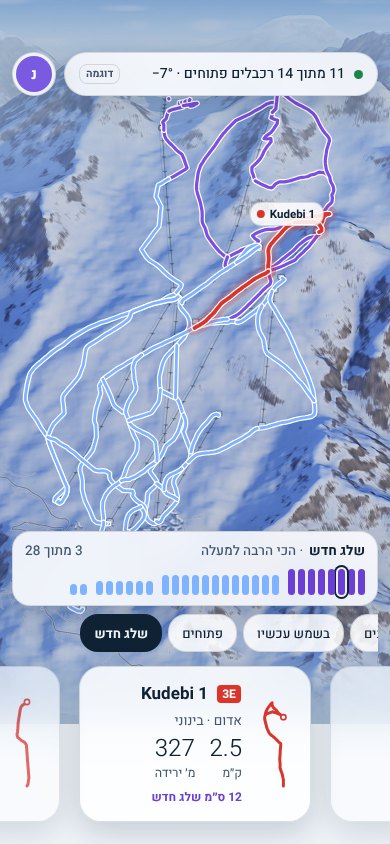 11 מתוך 14 רכבלים פתוחים · 7°−
דוגמה
נ
Kudebi 1
שלג חדש · הכי הרבה למעלה
3 מתוך 28
בשמש עכשיו
פתוחים
שלג חדש
3E Kudebi 1
אדום · בינוני
2.5 327
ק״מ מ׳ ירידה
12 ס״מ שלג חדש